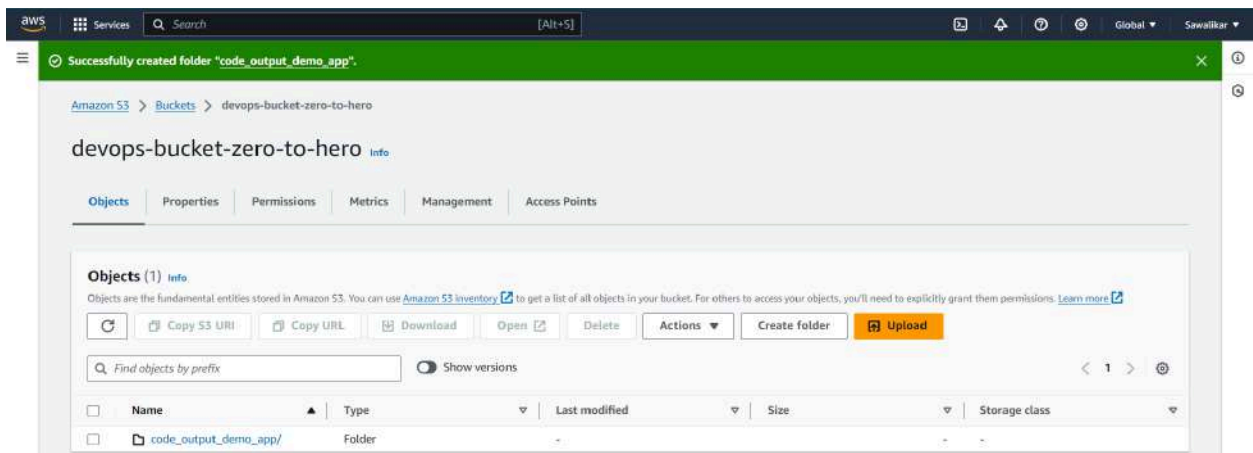 aws Services Search [Alt+S] Global Sawalikar
Successfully created folder "code_output_demo_app".
Amazon S3 > Buckets > devops-bucket-zero-to-hero
devops-bucket-zero-to-hero Info
Objects Properties Permissions Metrics Management Access Points
Objects (1) Info
Objects are the fundamental entities stored in Amazon S3. You can use Amazon S3 inventory to get a list of all objects in your bucket. For others to access your objects, you'll need to explicitly grant them permissions. Learn more
Copy S3 URI Copy URL Download Open Delete Actions Create folder Upload
Find objects by prefix Show versions < 1 >
Name Type Last modified Size Storage class
code_output_demo_app/ Folder - - -